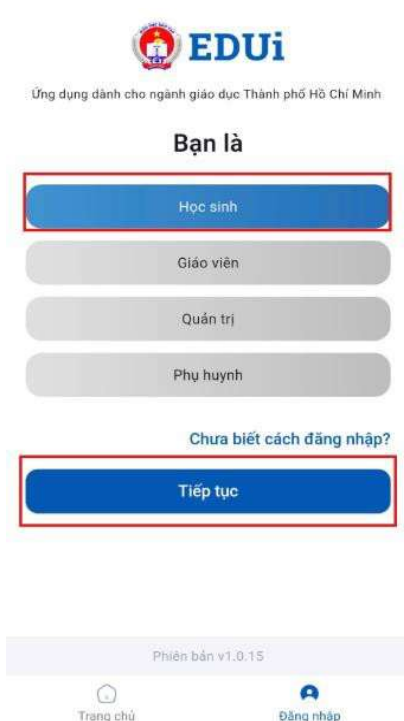 EDUi
Ứng dụng dành cho ngành giáo dục Thành phố Hồ Chí Minh
Bạn là
Học sinh
Giáo viên
Quản trị
Phụ huynh
Chưa biết cách đăng nhập?
Tiếp tục
Phiên bản v1.0.15
Trang chủ
Đăng nhập